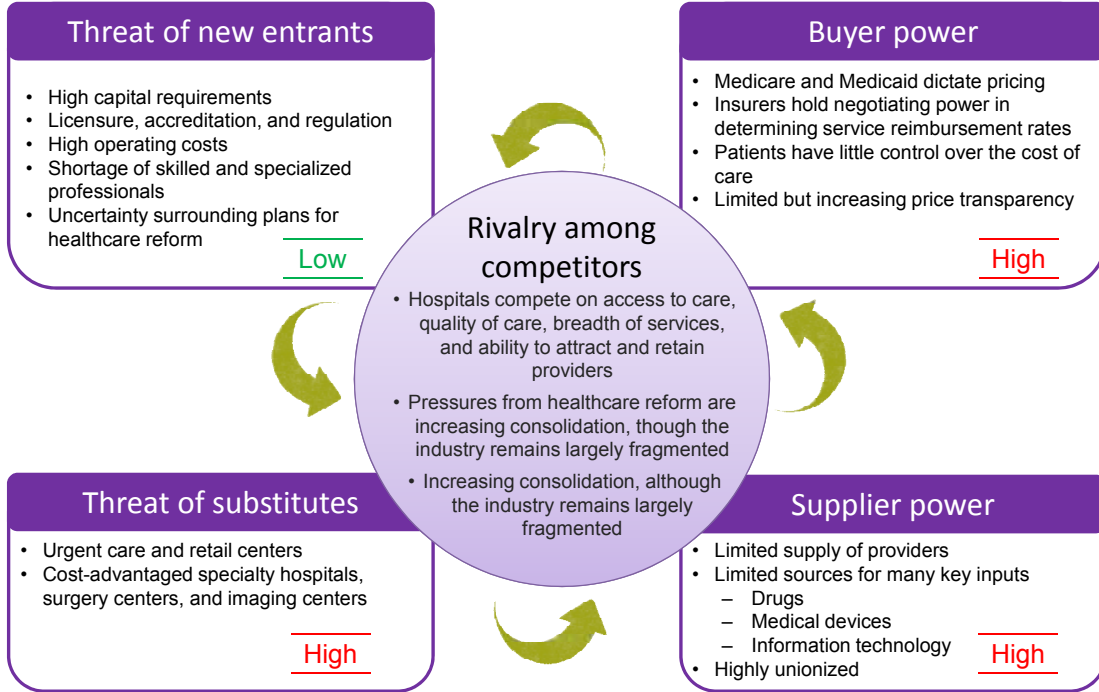 Threat of new entrants
• High capital requirements
• Licensure, accreditation, and regulation
• High operating costs
• Shortage of skilled and specialized
professionals
• Uncertainty surrounding plans for
healthcare reform
Low
Buyer power
• Medicare and Medicaid dictate pricing
• Insurers hold negotiating power in
determining service reimbursement rates
• Patients have little control over the cost of
care
• Limited but increasing price transparency
High
Rivalry among
competitors
• Hospitals compete on access to care,
quality of care, breadth of services,
and ability to attract and retain
providers
• Pressures from healthcare reform are
increasing consolidation, though the
industry remains largely fragmented
• Increasing consolidation, although
the industry remains largely
fragmented
Threat of substitutes
• Urgent care and retail centers
• Cost-advantaged specialty hospitals,
surgery centers, and imaging centers
High
Supplier power
• Limited supply of providers
• Limited sources for many key inputs
– Drugs
– Medical devices
– Information technology
• Highly unionized
High